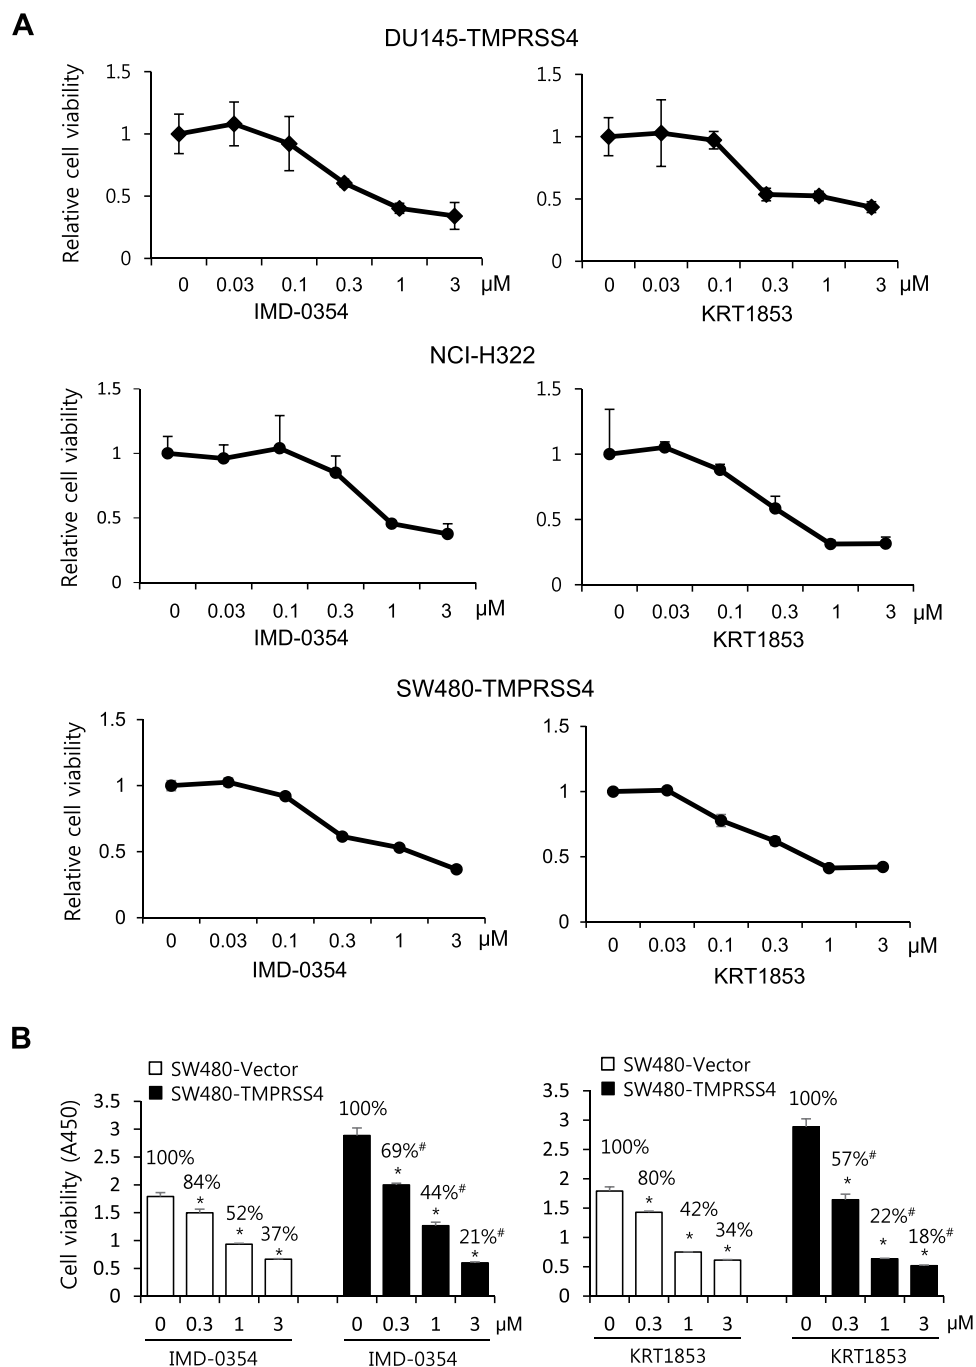 A
DU145-TMPRSS4
Relative cell viability
1.5
1
0.5
0
0 0.03 0.1 0.3 1 3 μM
IMD-0354
1.5
1
0.5
0
0 0.03 0.1 0.3 1 3 μM
KRT1853
NCI-H322
Relative cell viability
1.5
1
0.5
0
0 0.03 0.1 0.3 1 3 μM
IMD-0354
1.5
1
0.5
0
0 0.03 0.1 0.3 1 3 μM
KRT1853
SW480-TMPRSS4
Relative cell viability
1.5
1
0.5
0
0 0.03 0.1 0.3 1 3 μM
IMD-0354
1.5
1
0.5
0
0 0.03 0.1 0.3 1 3 μM
KRT1853
B
SW480-Vector
SW480-TMPRSS4
Cell viability (A450)
3.5
3
2.5
2
1.5
1
0.5
0
100%
84%
*
52%
*
37%
*
100%
69%#
*
44%#
*
21%#
*
0 0.3 1 3 0 0.3 1 3 μM
IMD-0354 IMD-0354
SW480-Vector
SW480-TMPRSS4
3.5
3
2.5
2
1.5
1
0.5
0
100%
80%
*
42%
*
34%
*
100%
57%#
*
22%#
*
18%#
*
0 0.3 1 3 0 0.3 1 3 μM
KRT1853 KRT1853